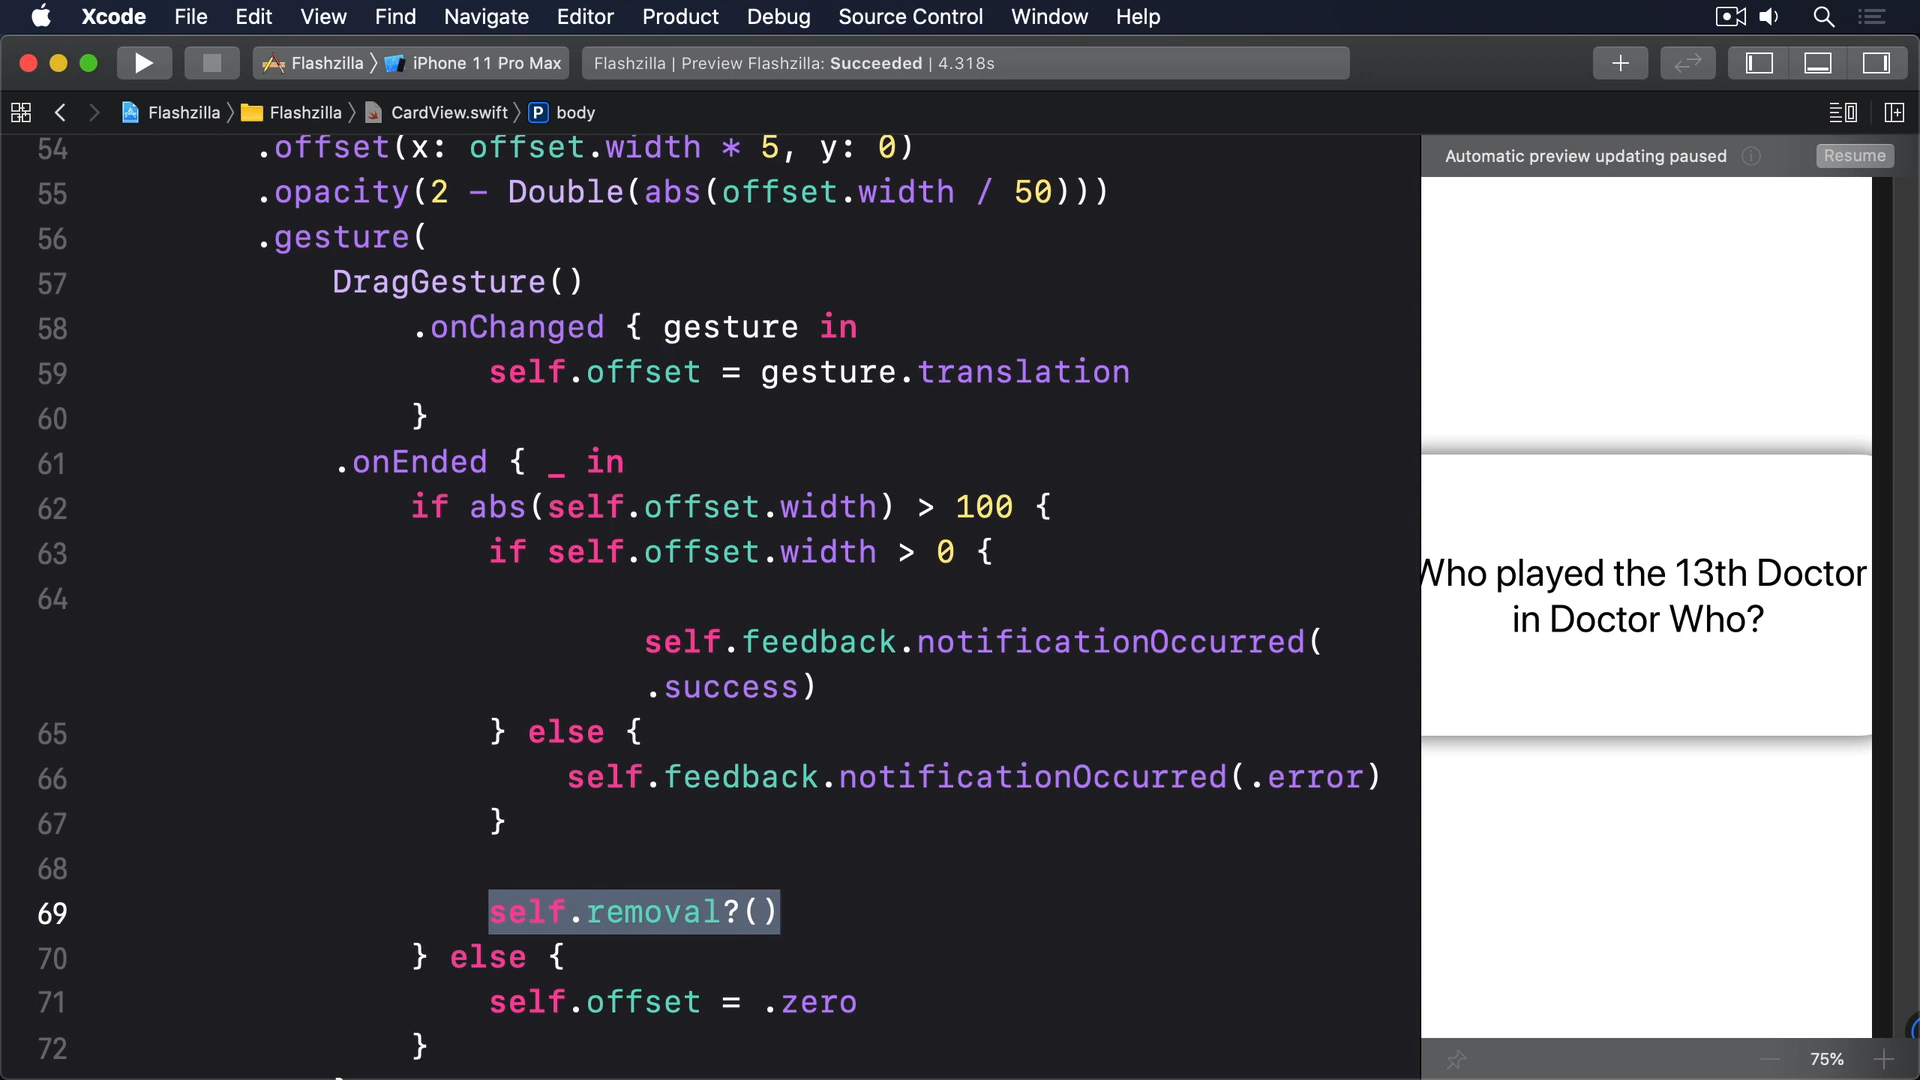 Xcode File Edit View Find Navigate Editor Product Debug Source Control Window Help
Flashzilla iPhone 11 Pro Max Flashzilla | Preview Flashzilla: Succeeded | 4.318s
Flashzilla Flashzilla CardView.swift P body
Automatic preview updating paused Resume
54 .offset(x: offset.width * 5, y: 0)
55 .opacity(2 - Double(abs(offset.width / 50)))
56 .gesture(
57 DragGesture()
58 .onChanged { gesture in
59 self.offset = gesture.translation
60 }
61 .onEnded { _ in
62 if abs(self.offset.width) > 100 {
63 if self.offset.width > 0 {
64
self.feedback.notificationOccurred(
.success)
65 } else {
66 self.feedback.notificationOccurred(.error)
67 }
68
69 self.removal?()
70 } else {
71 self.offset = .zero
72 }
Who played the 13th Doctor
in Doctor Who?
75%